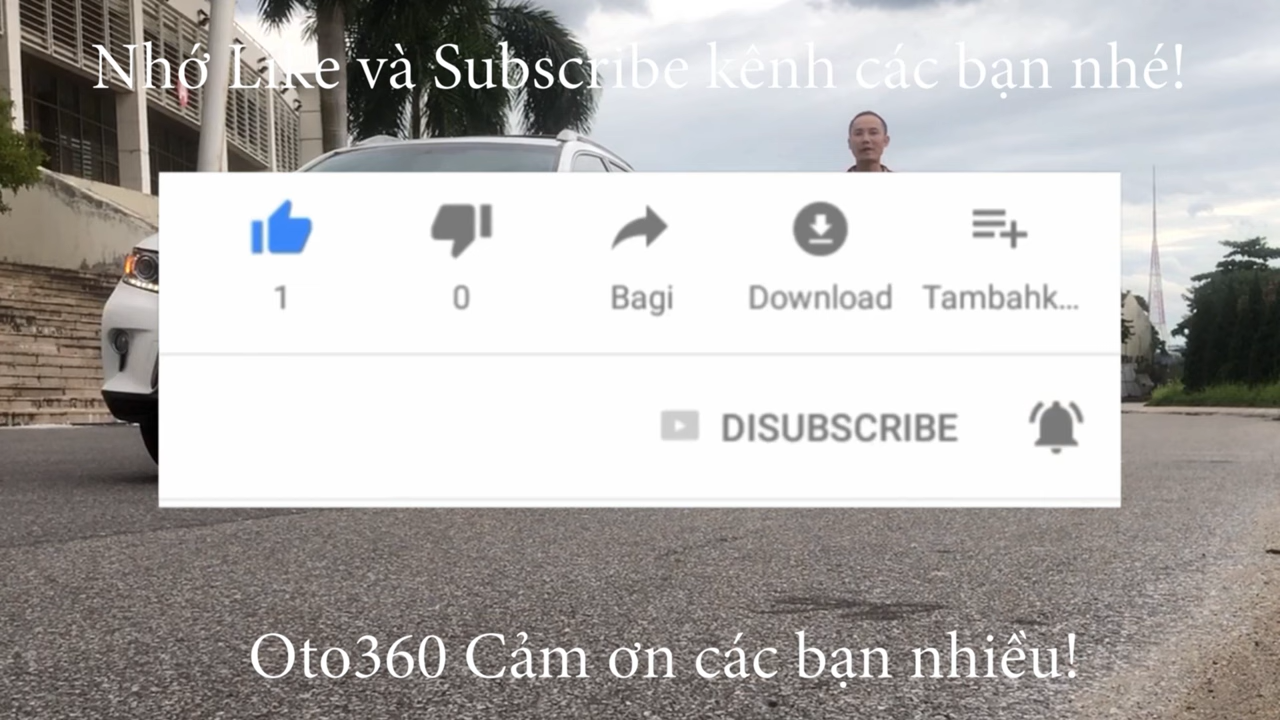 Nhớ Like và Subscribe kênh các bạn nhé!
1 0 Bagi Download Tambahk...
DISUBSCRIBE
Oto360 Cảm ơn các bạn nhiều!